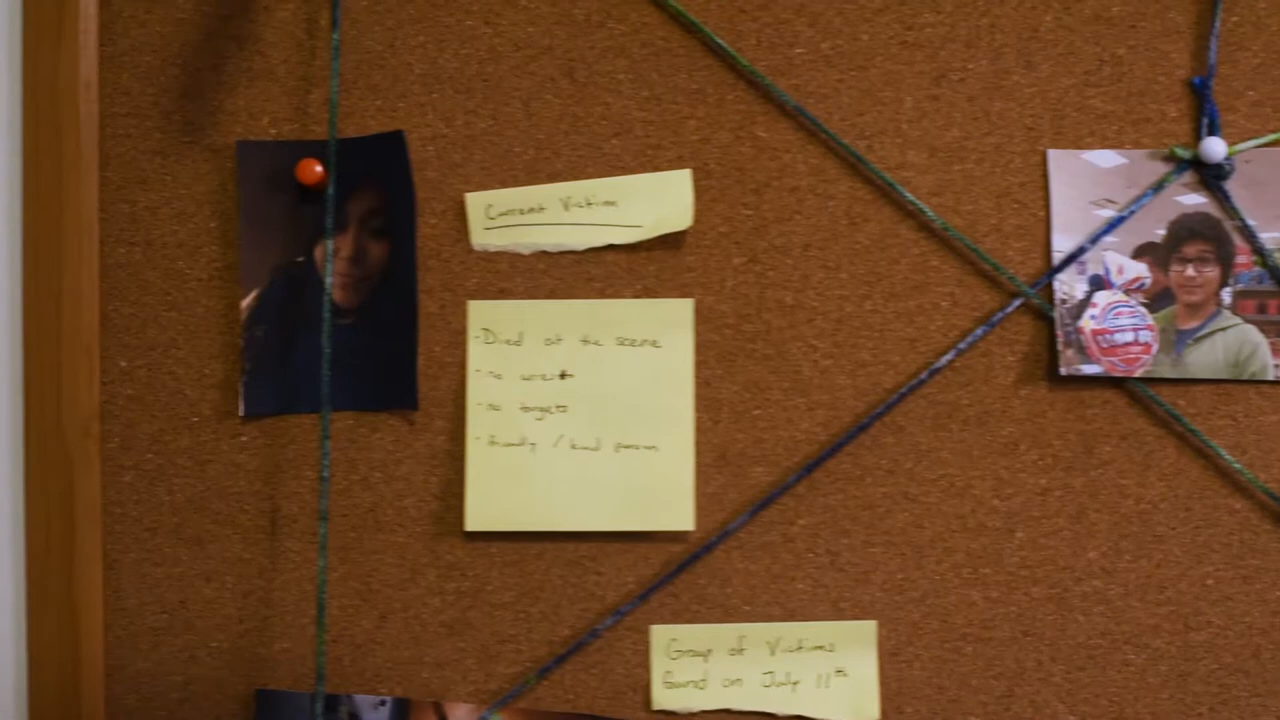 Current Victim
-Died at the scene
-no
-no targets
-friendly / kind person
Group of Victims
found on July 11th